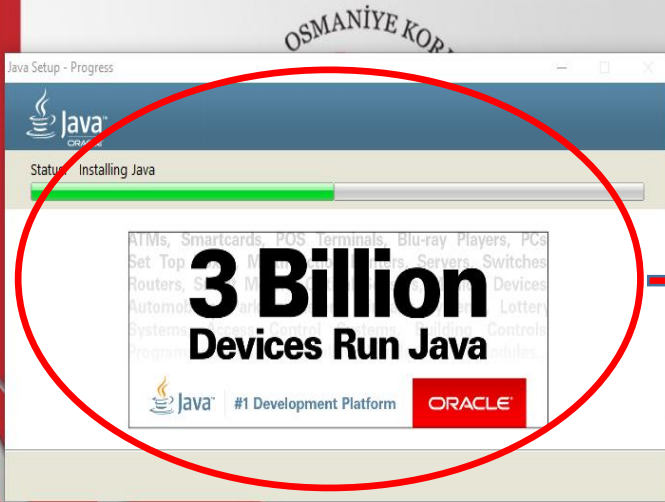 OSMANİYE KOR
Java Setup - Progress
Java
ORACLE
Status: Installing Java
ATMs, Smartcards, POS Terminals, Blu-ray Players, PCs
Set Top Servers, Switches
Routers, Devices
Lottery
Systems, Access Control Systems, Building Controls
3 Billion
Devices Run Java
Java #1 Development Platform ORACLE